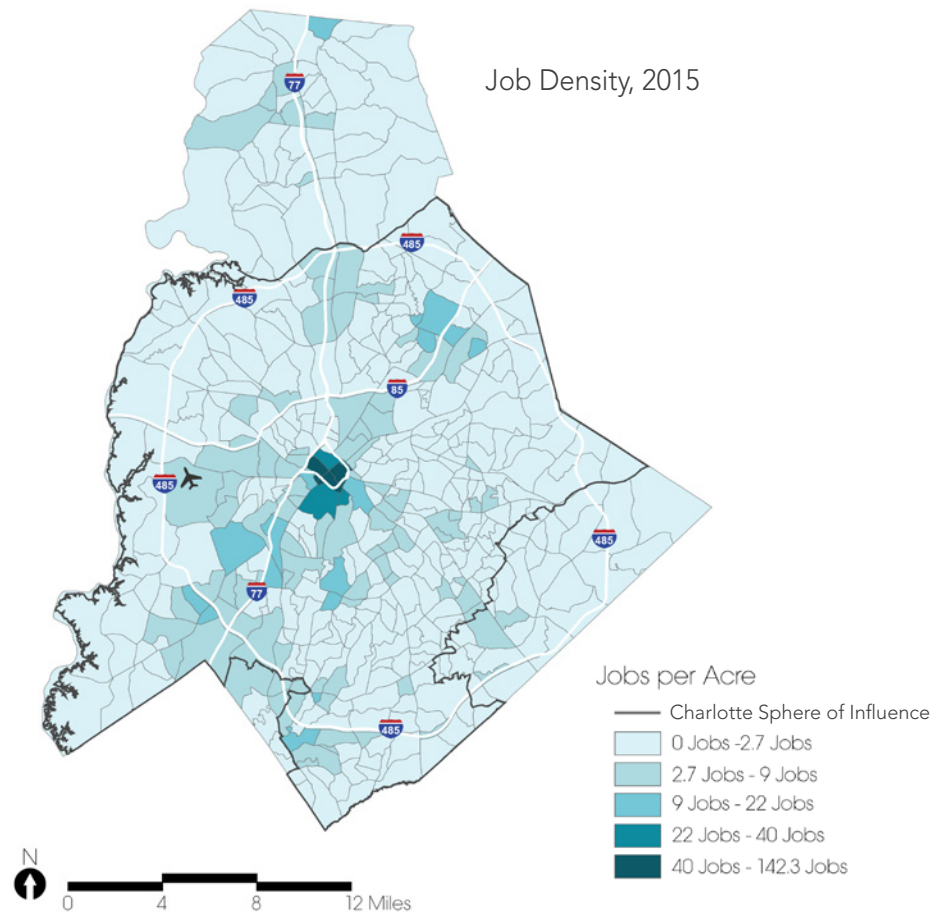 Job Density, 2015
77
485
485
85
485
485
77
485
Jobs per Acre
Charlotte Sphere of Influence
0 Jobs -2.7 Jobs
2.7 Jobs - 9 Jobs
9 Jobs - 22 Jobs
22 Jobs - 40 Jobs
40 Jobs - 142.3 Jobs
N
0 4 8 12 Miles